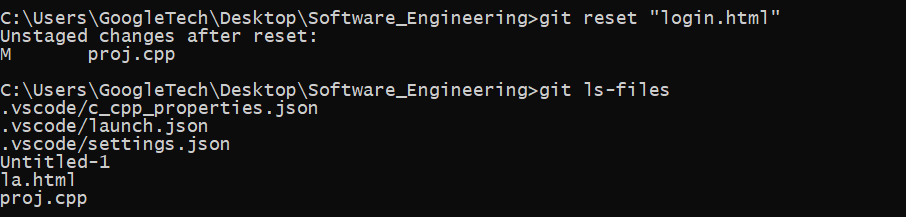 C:\Users\GoogleTech\Desktop\Software_Engineering>git reset "login.html"
Unstaged changes after reset:
M       proj.cpp
C:\Users\GoogleTech\Desktop\Software_Engineering>git ls-files
.vscode/c_cpp_properties.json
.vscode/launch.json
.vscode/settings.json
Untitled-1
la.html
proj.cpp